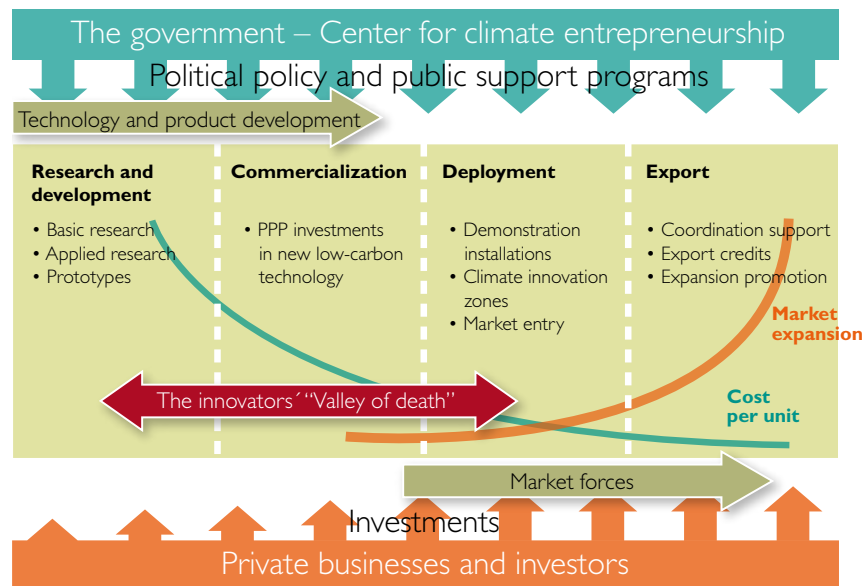 The government – Center for climate entrepreneurship
Political policy and public support programs
Technology and product development
Research and
development
• Basic research
• Applied research
• Prototypes
Commercialization
• PPP investments
in new low-carbon
technology
Deployment
• Demonstration
installations
• Climate innovation
zones
• Market entry
Export
• Coordination support
• Export credits
• Expansion promotion
Market
expansion
The innovators´ “Valley of death”
Cost
per unit
Market forces
Investments
Private businesses and investors